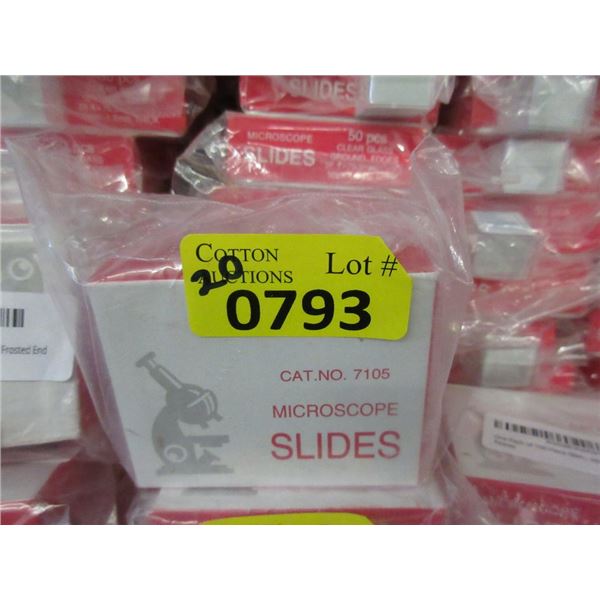 SLIDES
MICROSCOPE
50 pcs
SLIDES
CLEAR GLASS
GROUND EDGES
COTTON
AUCTIONS
Lot #
20
0793
Frosted End
CAT.NO. 7105
MICROSCOPE
SLIDES